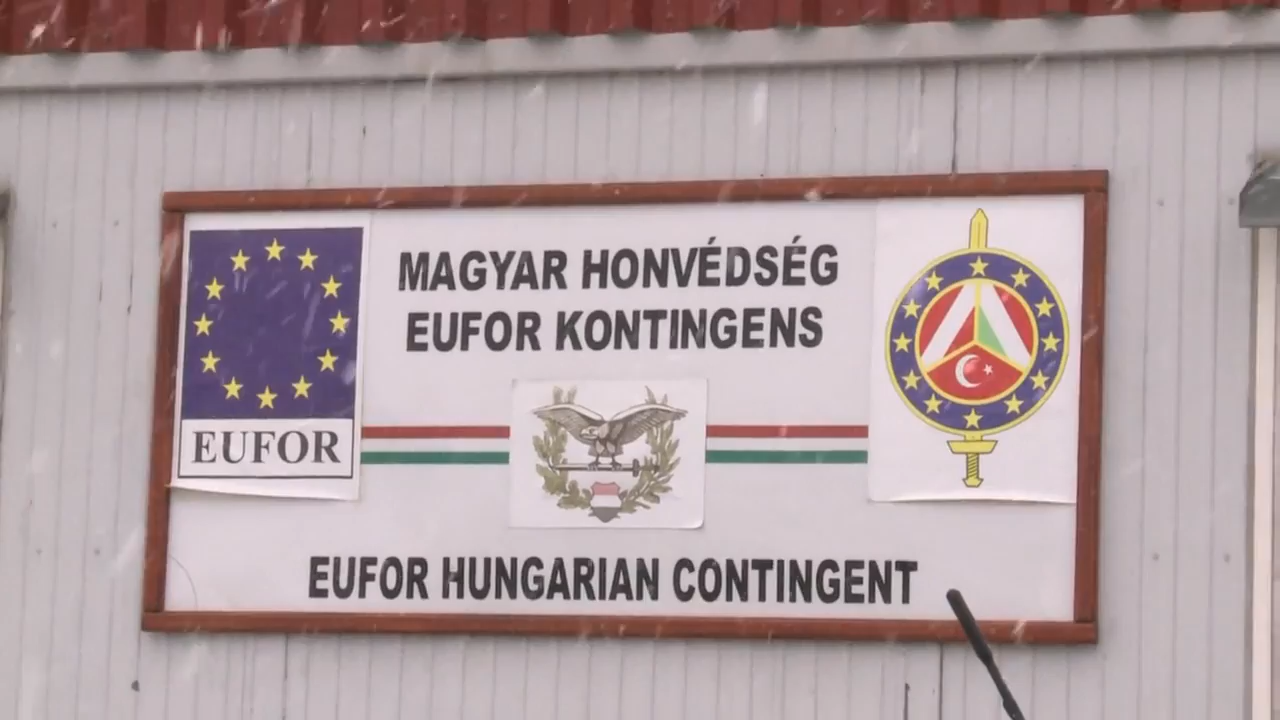 MAGYAR HONVÉDSÉG
EUFOR KONTINGENS
EUFOR
EUFOR HUNGARIAN CONTINGENT